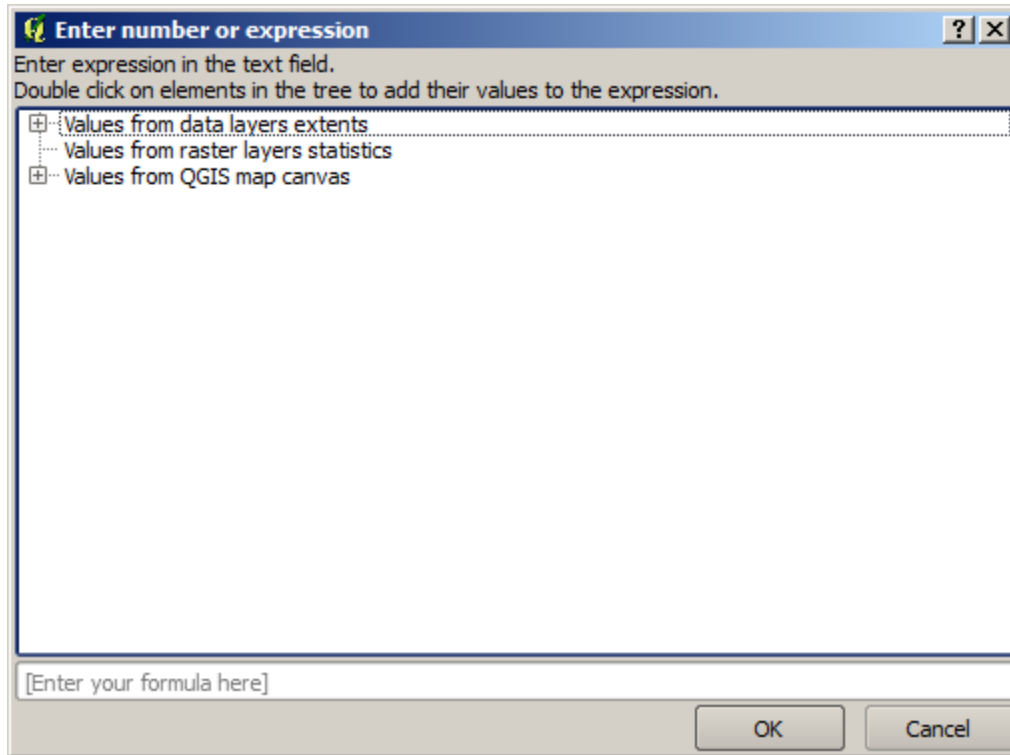 Enter number or expression
Enter expression in the text field.
Double click on elements in the tree to add their values to the expression.
Values from data layers extents
Values from raster layers statistics
Values from QGIS map canvas
[Enter your formula here]
OK Cancel